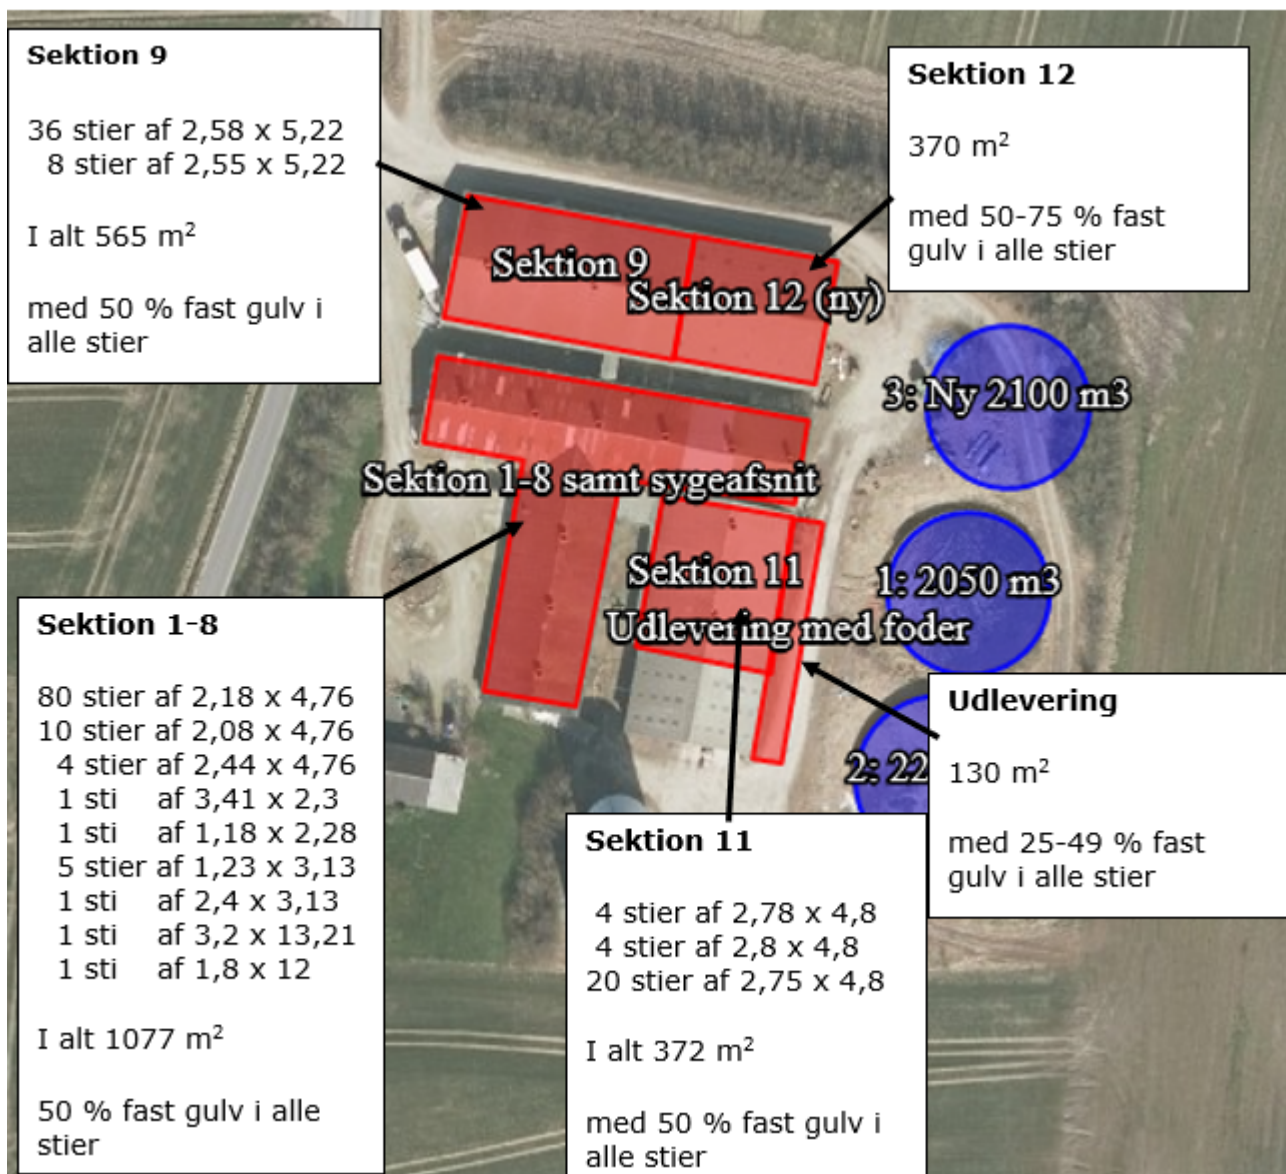 Sektion 9
36 stier af 2,58 x 5,22
8 stier af 2,55 x 5,22
I alt 565 m²
med 50 % fast gulv i
alle stier
Sektion 12
370 m²
med 50-75 % fast
gulv i alle stier
Sektion 9
Sektion 12 (ny)
3: Ny 2100 m3
Sektion 1-8 samt sygeafsnit
Sektion 11
1: 2050 m3
Udlevering med foder
2: 22
Sektion 1-8
80 stier af 2,18 x 4,76
10 stier af 2,08 x 4,76
4 stier af 2,44 x 4,76
1 sti af 3,41 x 2,3
1 sti af 1,18 x 2,28
5 stier af 1,23 x 3,13
1 sti af 2,4 x 3,13
1 sti af 3,2 x 13,21
1 sti af 1,8 x 12
I alt 1077 m²
50 % fast gulv i alle
stier
Udlevering
130 m²
med 25-49 % fast
gulv i alle stier
Sektion 11
4 stier af 2,78 x 4,8
4 stier af 2,8 x 4,8
20 stier af 2,75 x 4,8
I alt 372 m²
med 50 % fast gulv i
alle stier